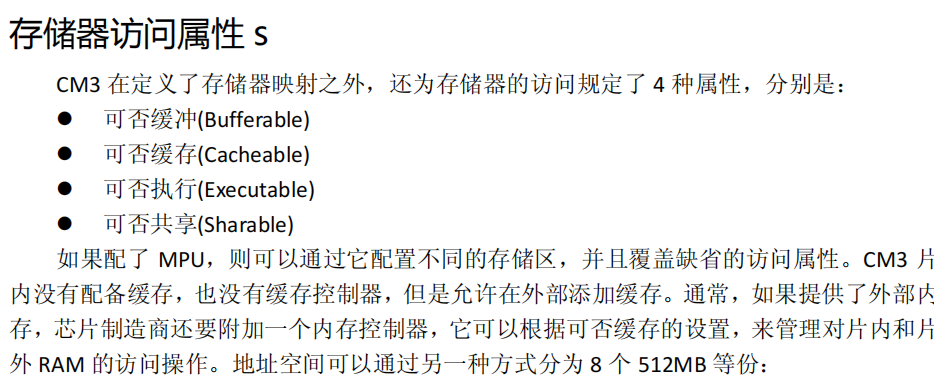 存储器访问属性 s
CM3 在定义了存储器映射之外，还为存储器的访问规定了 4 种属性，分别是：
● 可否缓冲(Bufferable)
● 可否缓存(Cacheable)
● 可否执行(Executable)
● 可否共享(Sharable)
如果配了 MPU，则可以通过它配置不同的存储区，并且覆盖缺省的访问属性。CM3 片
内没有配备缓存，也没有缓存控制器，但是允许在外部添加缓存。通常，如果提供了外部内
存，芯片制造商还要附加一个内存控制器，它可以根据可否缓存的设置，来管理对片内和片
外 RAM 的访问操作。地址空间可以通过另一种方式分为 8 个 512MB 等份：